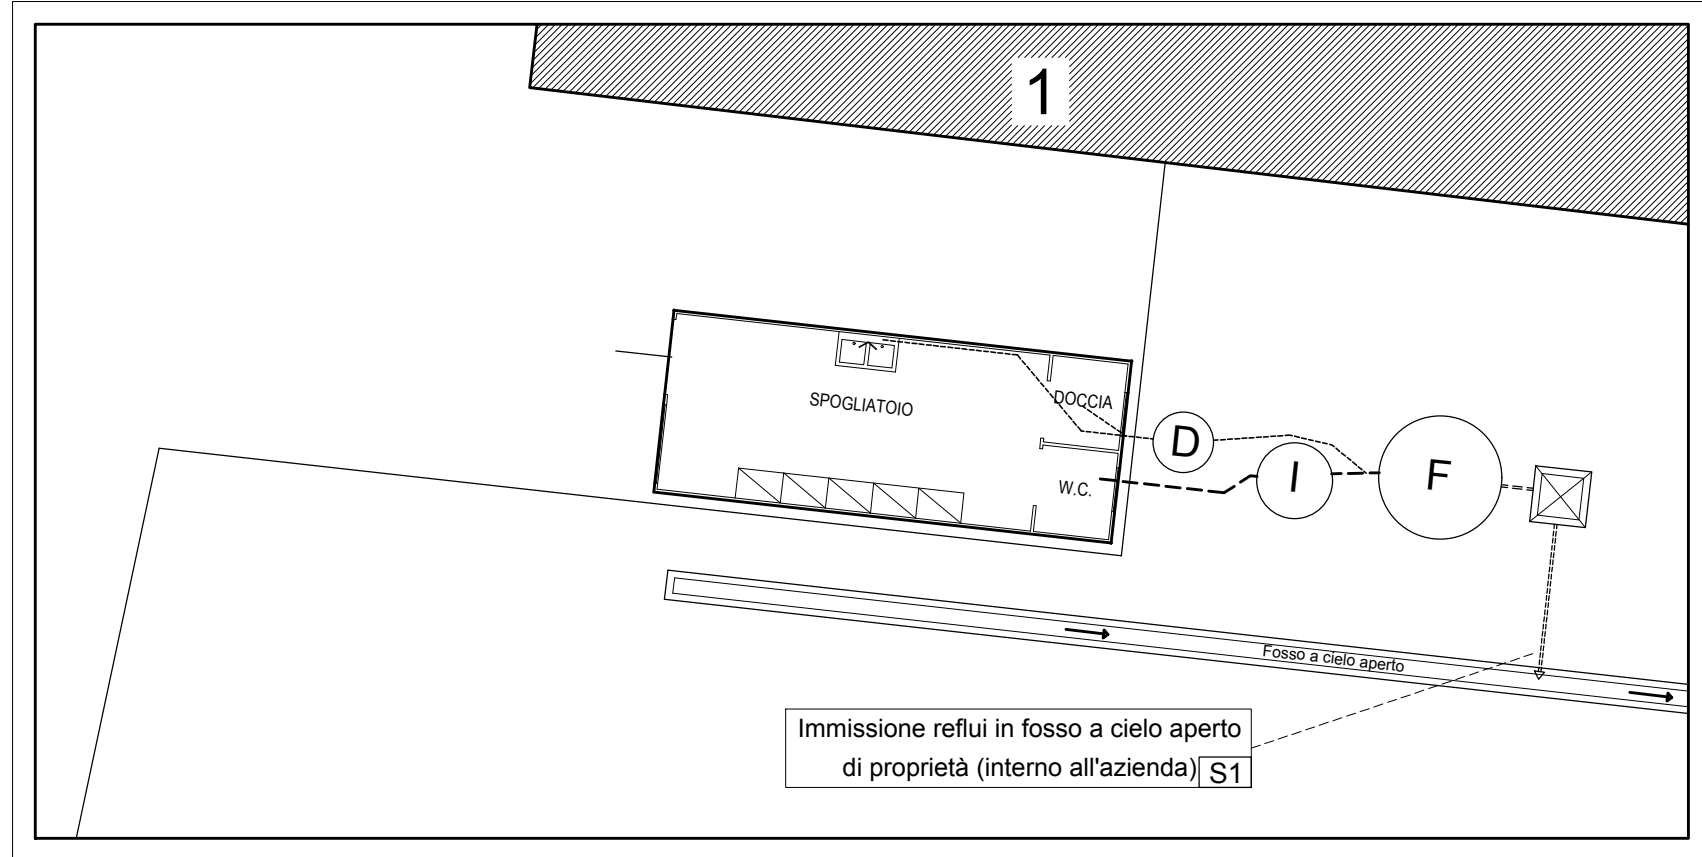 1
SPOGLIATOIO
DOCCIA
W.C.
D
I
F
Fosso a cielo aperto
Immissione reflui in fosso a cielo aperto
di proprietà (interno all'azienda) S1